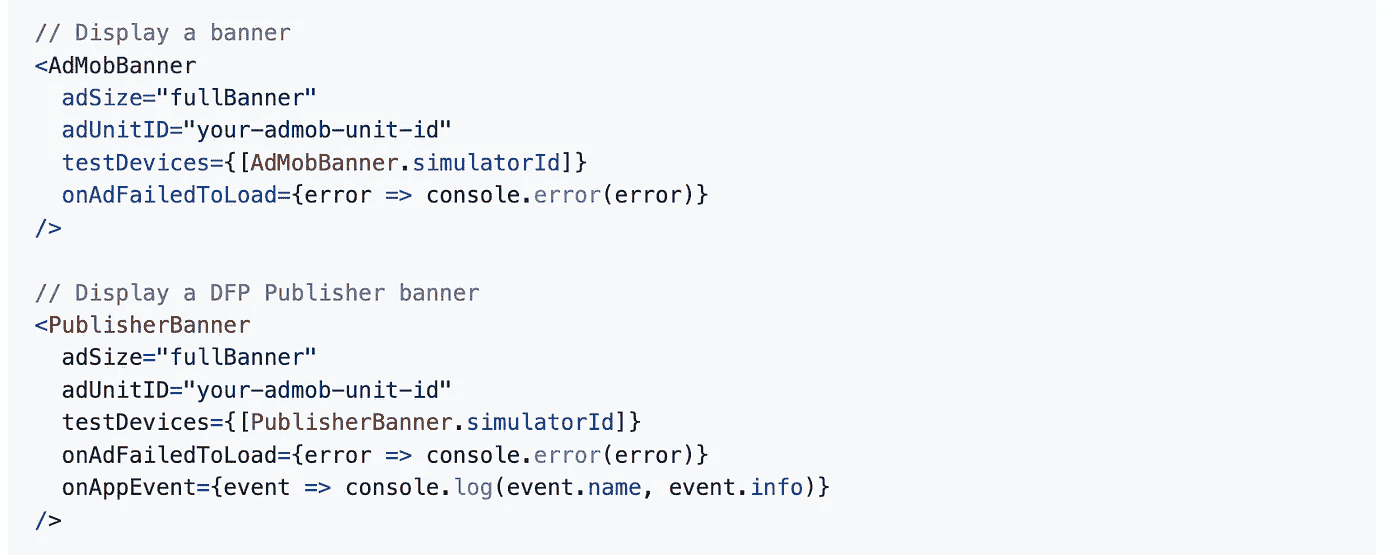 // Display a banner
<AdMobBanner
  adSize="fullBanner"
  adUnitID="your-admob-unit-id"
  testDevices={[AdMobBanner.simulatorId]}
  onAdFailedToLoad={error => console.error(error)}
/>

// Display a DFP Publisher banner
<PublisherBanner
  adSize="fullBanner"
  adUnitID="your-admob-unit-id"
  testDevices={[PublisherBanner.simulatorId]}
  onAdFailedToLoad={error => console.error(error)}
  onAppEvent={event => console.log(event.name, event.info)}
/>